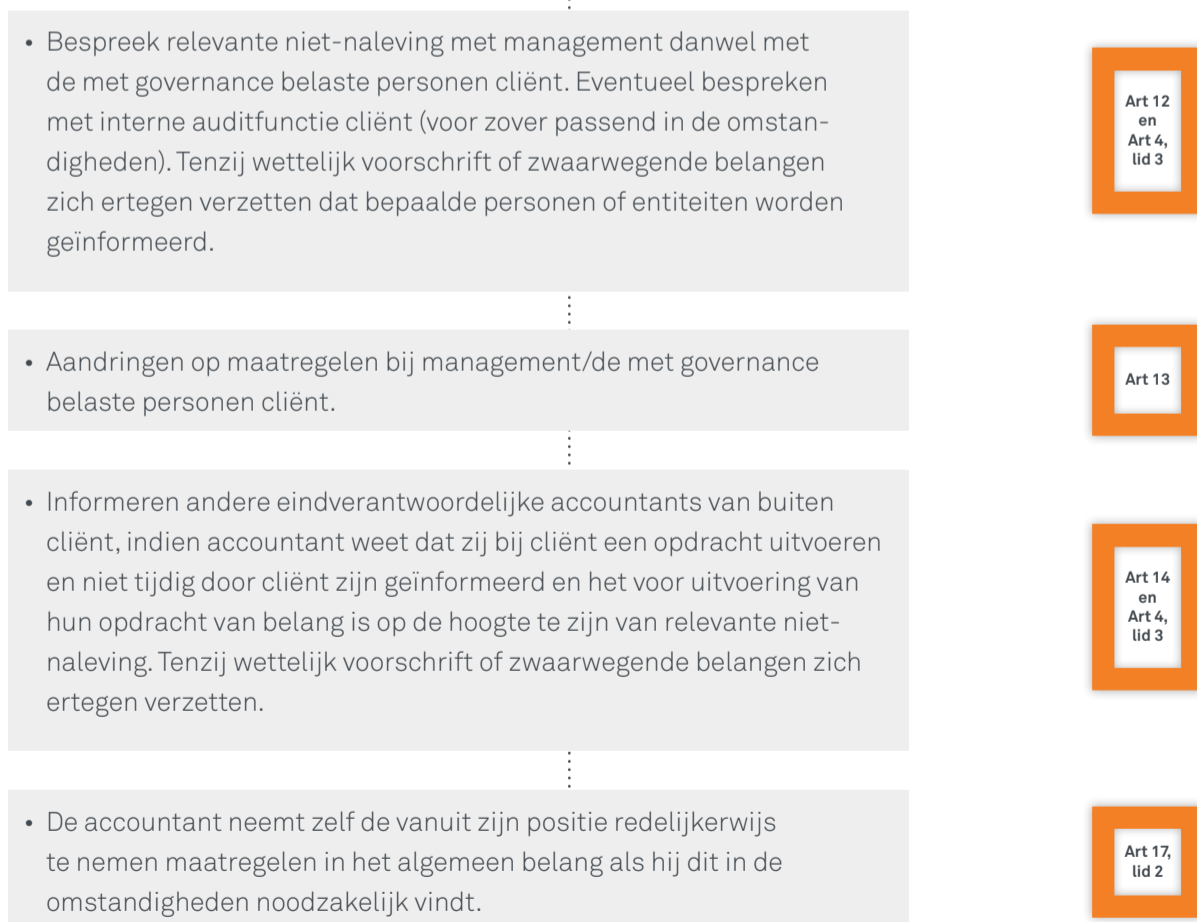 • Bespreek relevante niet-naleving met management danwel met
de met governance belaste personen cliënt. Eventueel bespreken
met interne auditfunctie cliënt (voor zover passend in de omstan-
digheden). Tenzij wettelijk voorschrift of zwaarwegende belangen
zich ertegen verzetten dat bepaalde personen of entiteiten worden
geïnformeerd.
Art 12
en
Art 4,
lid 3
• Aandringen op maatregelen bij management/de met governance
belaste personen cliënt.
Art 13
• Informeren andere eindverantwoordelijke accountants van buiten
cliënt, indien accountant weet dat zij bij cliënt een opdracht uitvoeren
en niet tijdig door cliënt zijn geïnformeerd en het voor uitvoering van
hun opdracht van belang is op de hoogte te zijn van relevante niet-
naleving. Tenzij wettelijk voorschrift of zwaarwegende belangen zich
ertegen verzetten.
Art 14
en
Art 4,
lid 3
• De accountant neemt zelf de vanuit zijn positie redelijkerwijs
te nemen maatregelen in het algemeen belang als hij dit in de
omstandigheden noodzakelijk vindt.
Art 17,
lid 2